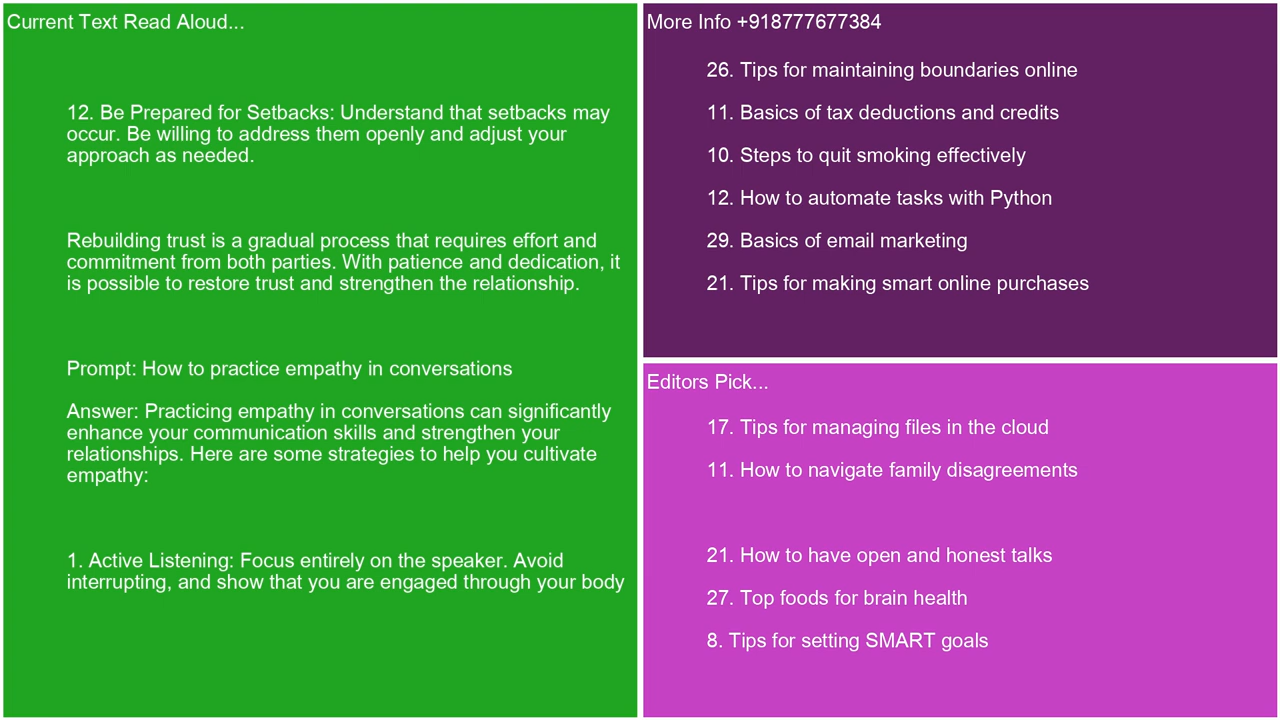 Current Text Read Aloud...
12. Be Prepared for Setbacks: Understand that setbacks may
occur. Be willing to address them openly and adjust your
approach as needed.
Rebuilding trust is a gradual process that requires effort and
commitment from both parties. With patience and dedication, it
is possible to restore trust and strengthen the relationship.
Prompt: How to practice empathy in conversations
Answer: Practicing empathy in conversations can significantly
enhance your communication skills and strengthen your
relationships. Here are some strategies to help you cultivate
empathy:
1. Active Listening: Focus entirely on the speaker. Avoid
interrupting, and show that you are engaged through your body
More Info +918777677384
26. Tips for maintaining boundaries online
11. Basics of tax deductions and credits
10. Steps to quit smoking effectively
12. How to automate tasks with Python
29. Basics of email marketing
21. Tips for making smart online purchases
Editors Pick...
17. Tips for managing files in the cloud
11. How to navigate family disagreements
21. How to have open and honest talks
27. Top foods for brain health
8. Tips for setting SMART goals